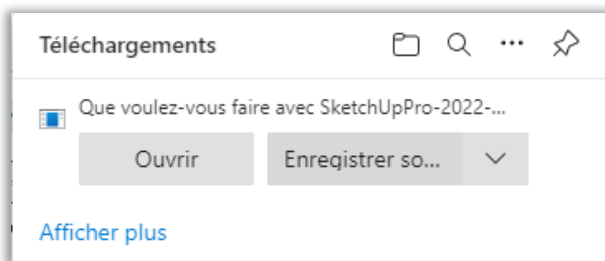 Téléchargements
Que voulez-vous faire avec SketchUpPro-2022-...
Ouvrir
Enregistrer so...
Afficher plus